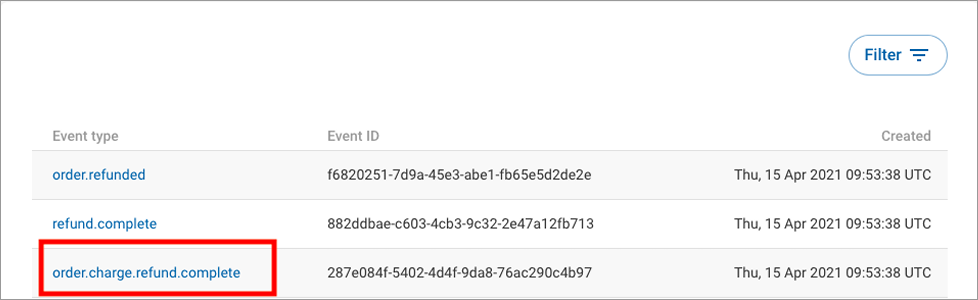 Filter
Event type Event ID Created
order.refunded f6820251-7d9a-45e3-abe1-fb65e5d2de2e Thu, 15 Apr 2021 09:53:38 UTC
refund.complete 882ddbae-c603-4cb3-9c32-2e47a12fb713 Thu, 15 Apr 2021 09:53:38 UTC
order.charge.refund.complete 287e084f-5402-4d4f-9da8-76ac290c4b97 Thu, 15 Apr 2021 09:53:38 UTC